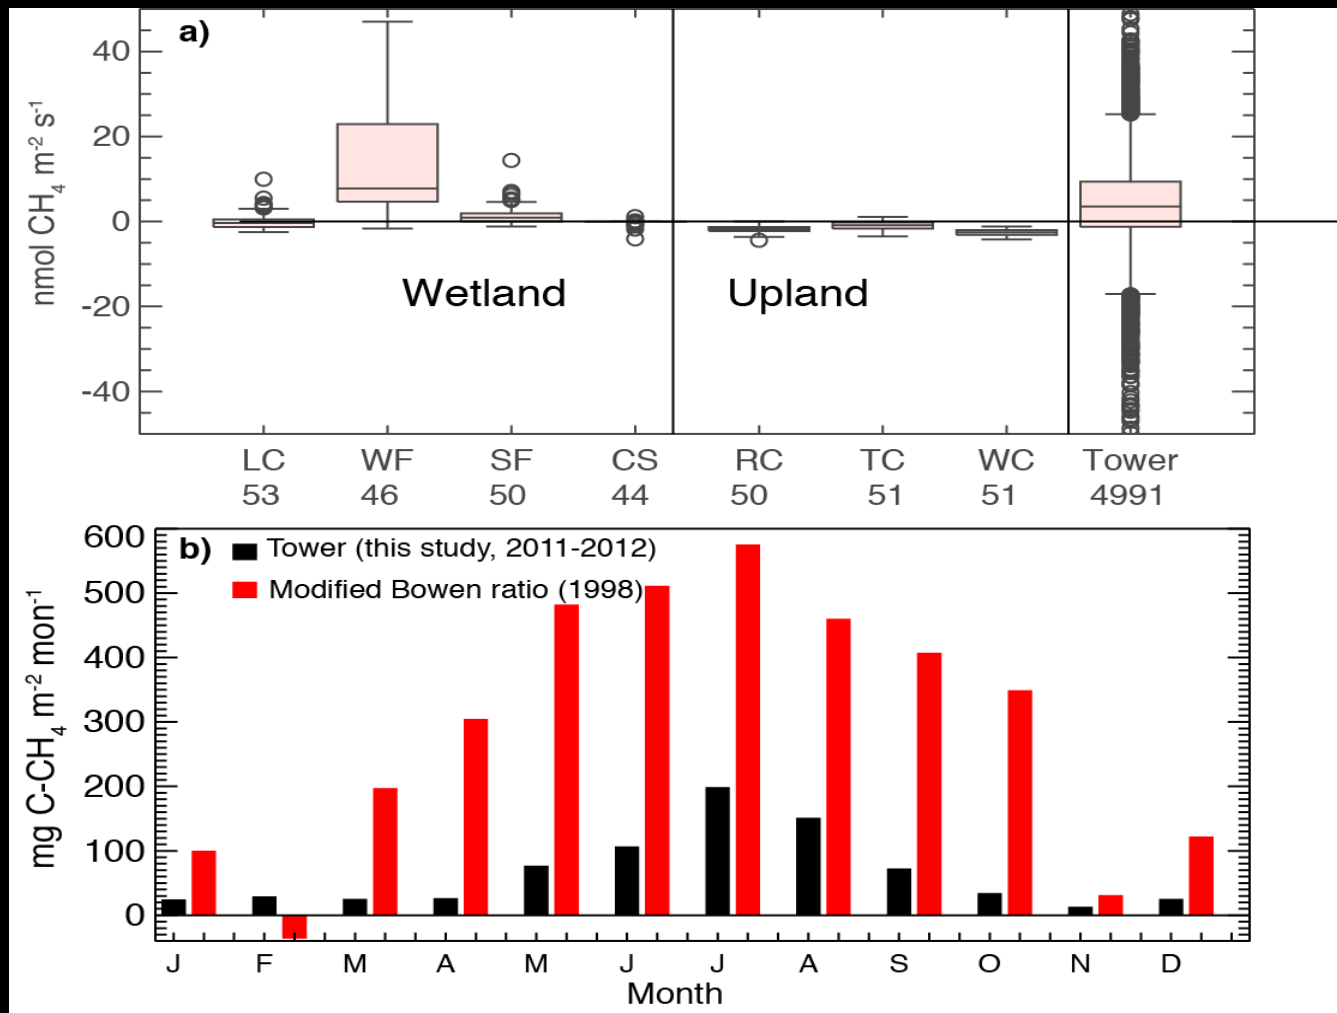 a)
40
20
0
-20
-40
nmol CH4 m-2 s-1
Wetland
Upland
LC WF SF CS RC TC WC Tower
53 46 50 44 50 51 51 4991
b)
Tower (this study, 2011-2012)
Modified Bowen ratio (1998)
600
500
400
300
200
100
0
mg C-CH4 m-2 mon-1
J F M A M J J A S O N D
Month